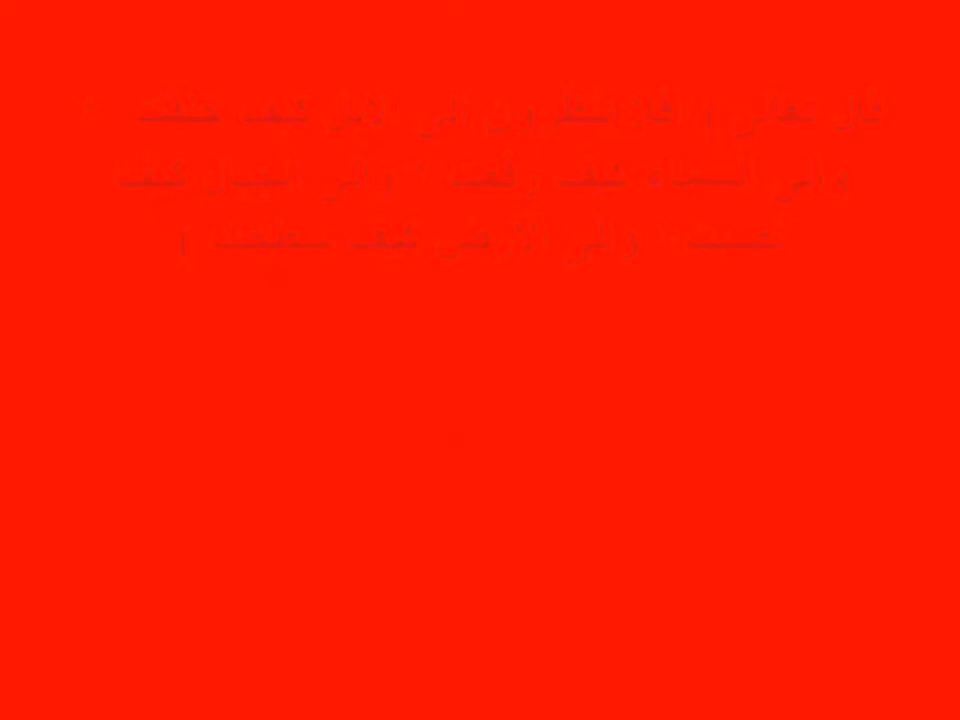 قال تعالى ( أفلا ينظرون إلى الإبل كيف خلقت
وإلى السماء كيف رفعت * وإلى الجبال كيف
نصبت * وإلى الأرض كيف سطحت )